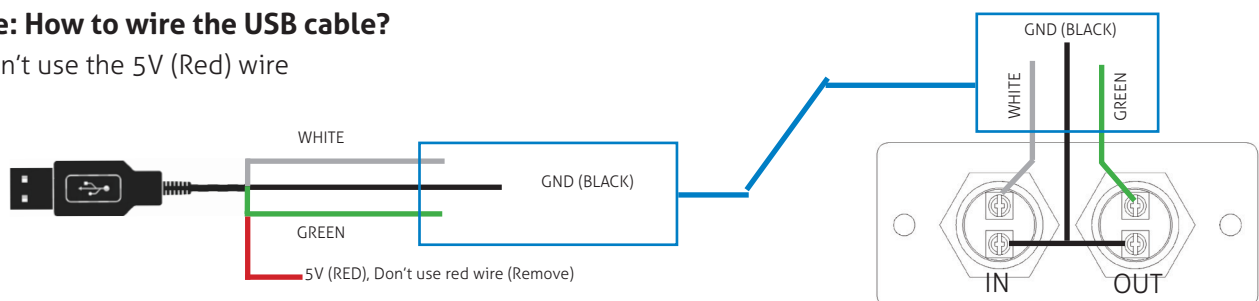 e: How to wire the USB cable?
n't use the 5V (Red) wire
GND (BLACK)
WHITE
GREEN
WHITE
GND (BLACK)
GREEN
5V (RED), Don't use red wire (Remove)
IN
OUT